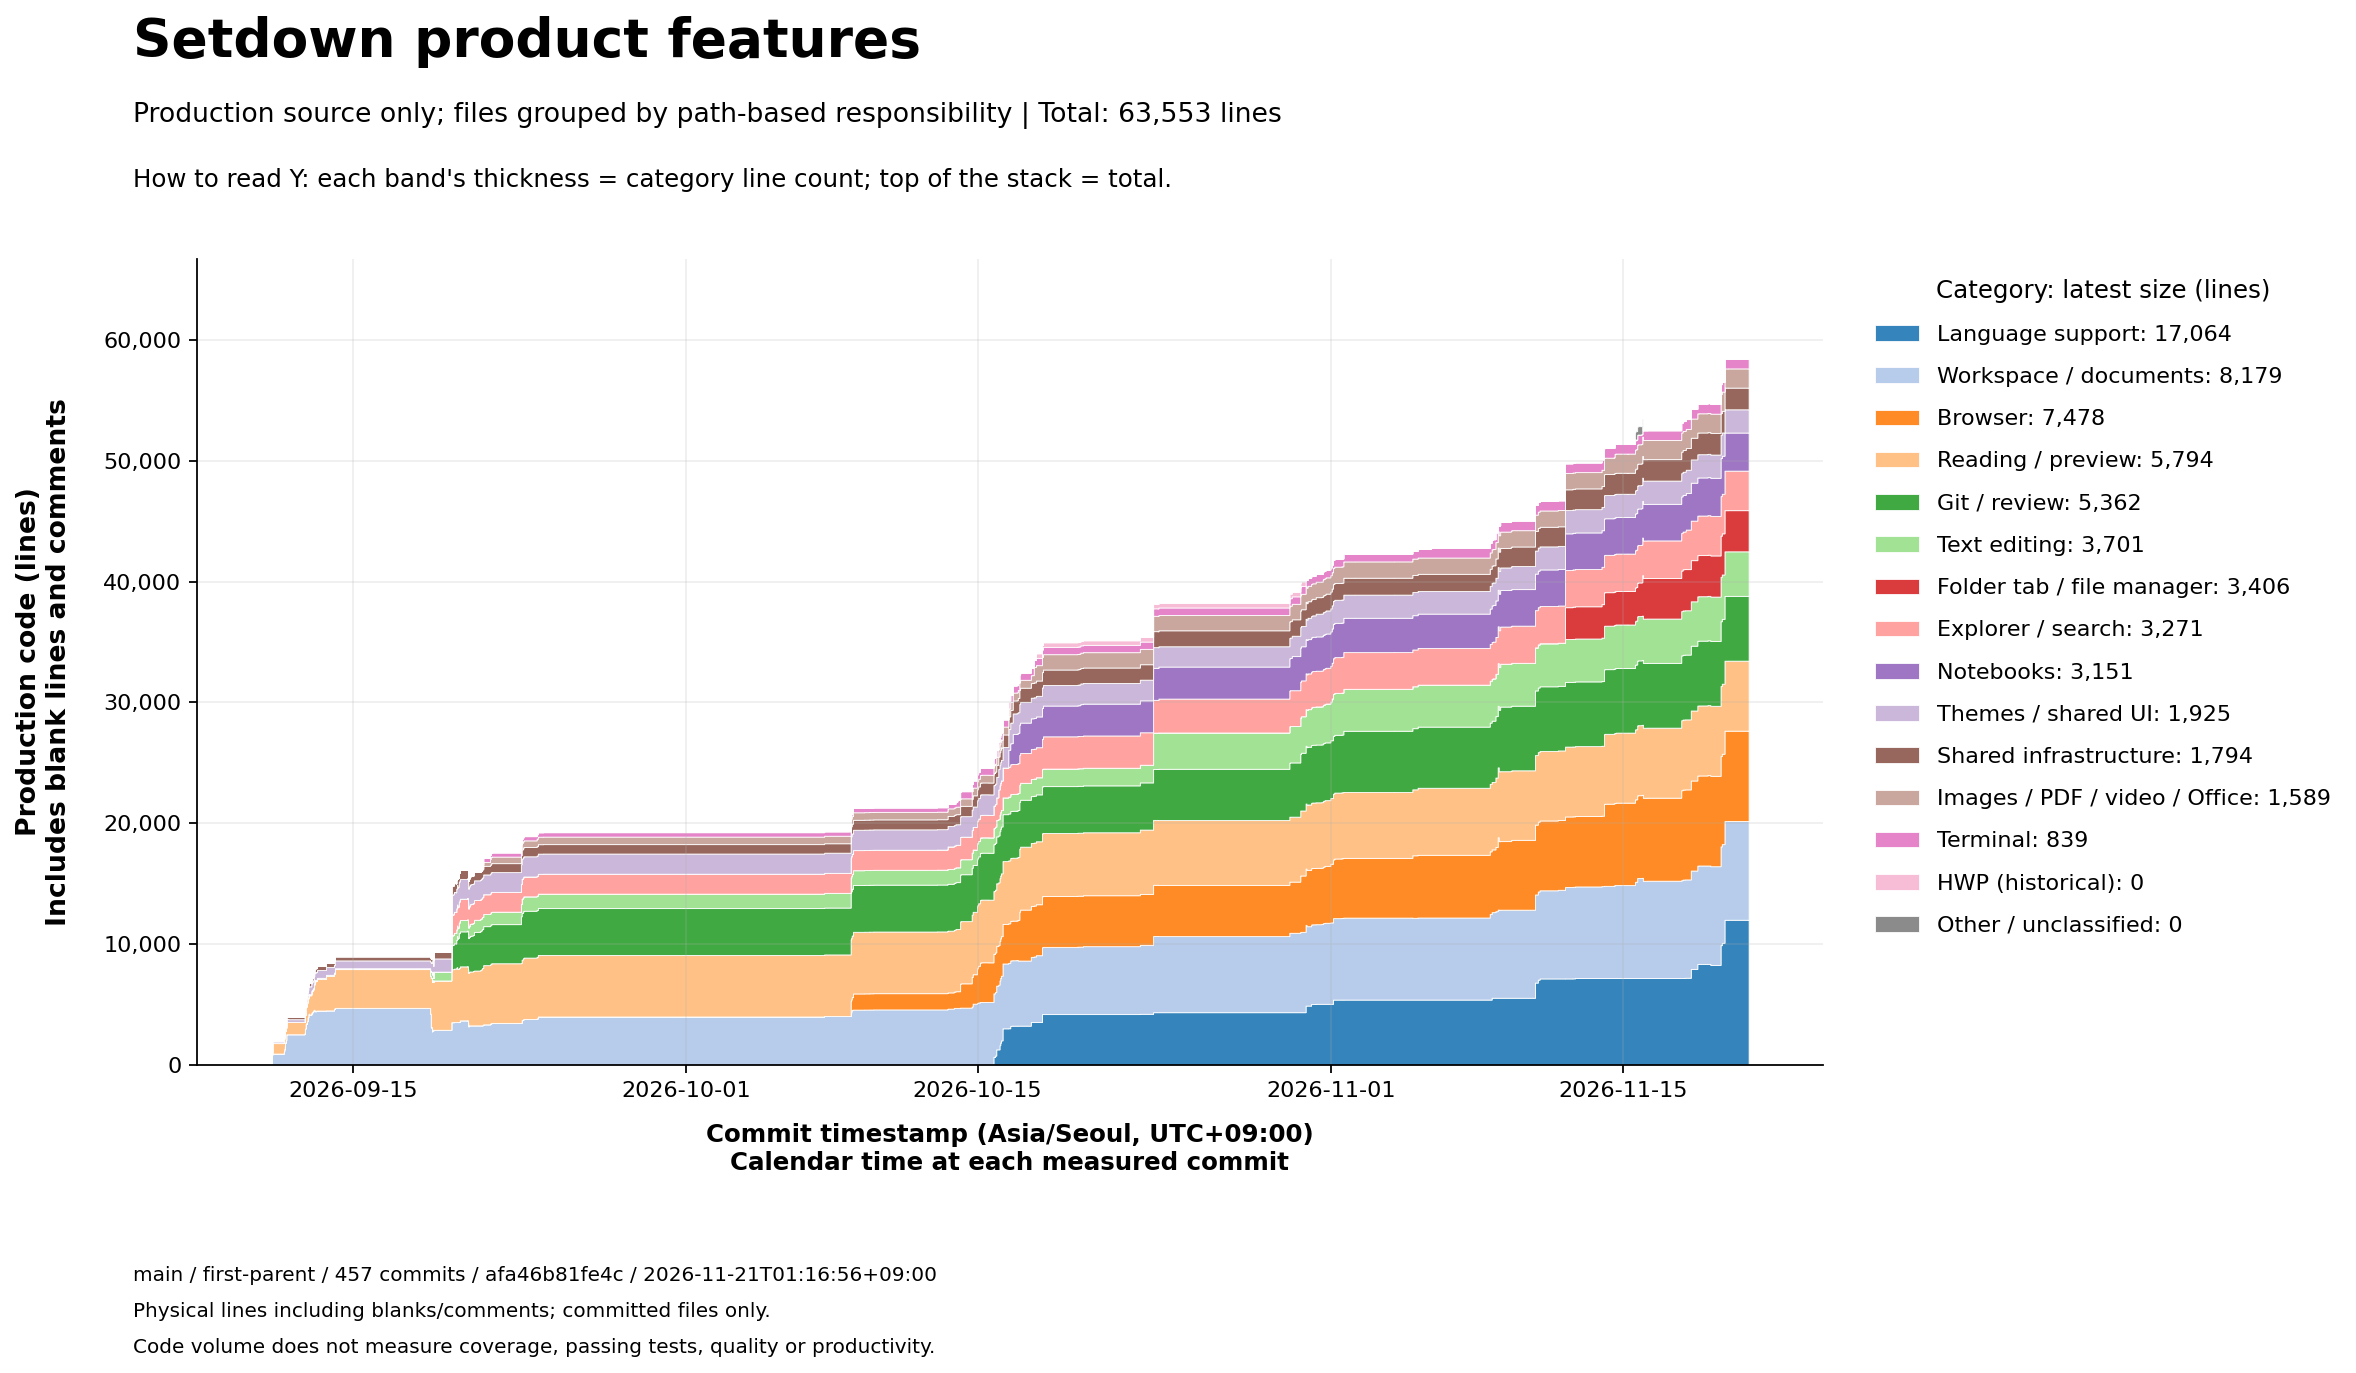 Setdown product features
Production source only; files grouped by path-based responsibility | Total: 63,553 lines
How to read Y: each band's thickness = category line count; top of the stack = total.
Production code (lines)
Includes blank lines and comments
60,000
50,000
40,000
30,000
20,000
10,000
0
2026-09-15
2026-10-01
2026-10-15
2026-11-01
2026-11-15
Commit timestamp (Asia/Seoul, UTC+09:00)
Calendar time at each measured commit
Category: latest size (lines)
Language support: 17,064
Workspace / documents: 8,179
Browser: 7,478
Reading / preview: 5,794
Git / review: 5,362
Text editing: 3,701
Folder tab / file manager: 3,406
Explorer / search: 3,271
Notebooks: 3,151
Themes / shared UI: 1,925
Shared infrastructure: 1,794
Images / PDF / video / Office: 1,589
Terminal: 839
HWP (historical): 0
Other / unclassified: 0
main / first-parent / 457 commits / afa46b81fe4c / 2026-11-21T01:16:56+09:00
Physical lines including blanks/comments; committed files only.
Code volume does not measure coverage, passing tests, quality or productivity.